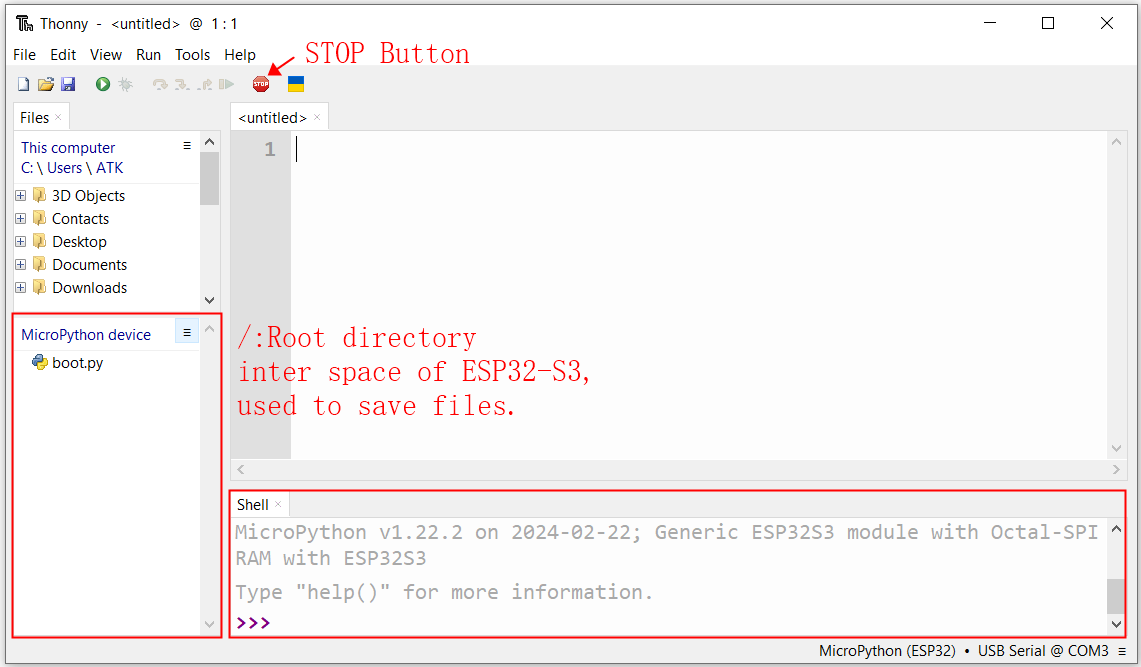 Thonny - <untitled> @ 1 : 1
File Edit View Run Tools Help
STOP Button
STOP
Files ×
<untitled> ×
This computer ≡
C: \ Users \ ATK
1
3D Objects
Contacts
Desktop
Documents
Downloads
MicroPython device ≡
boot.py
/:Root directory
inter space of ESP32-S3,
used to save files.
Shell ×
MicroPython v1.22.2 on 2024-02-22; Generic ESP32S3 module with Octal-SPI
RAM with ESP32S3
Type "help()" for more information.
>>>
MicroPython (ESP32) • USB Serial @ COM3 ≡